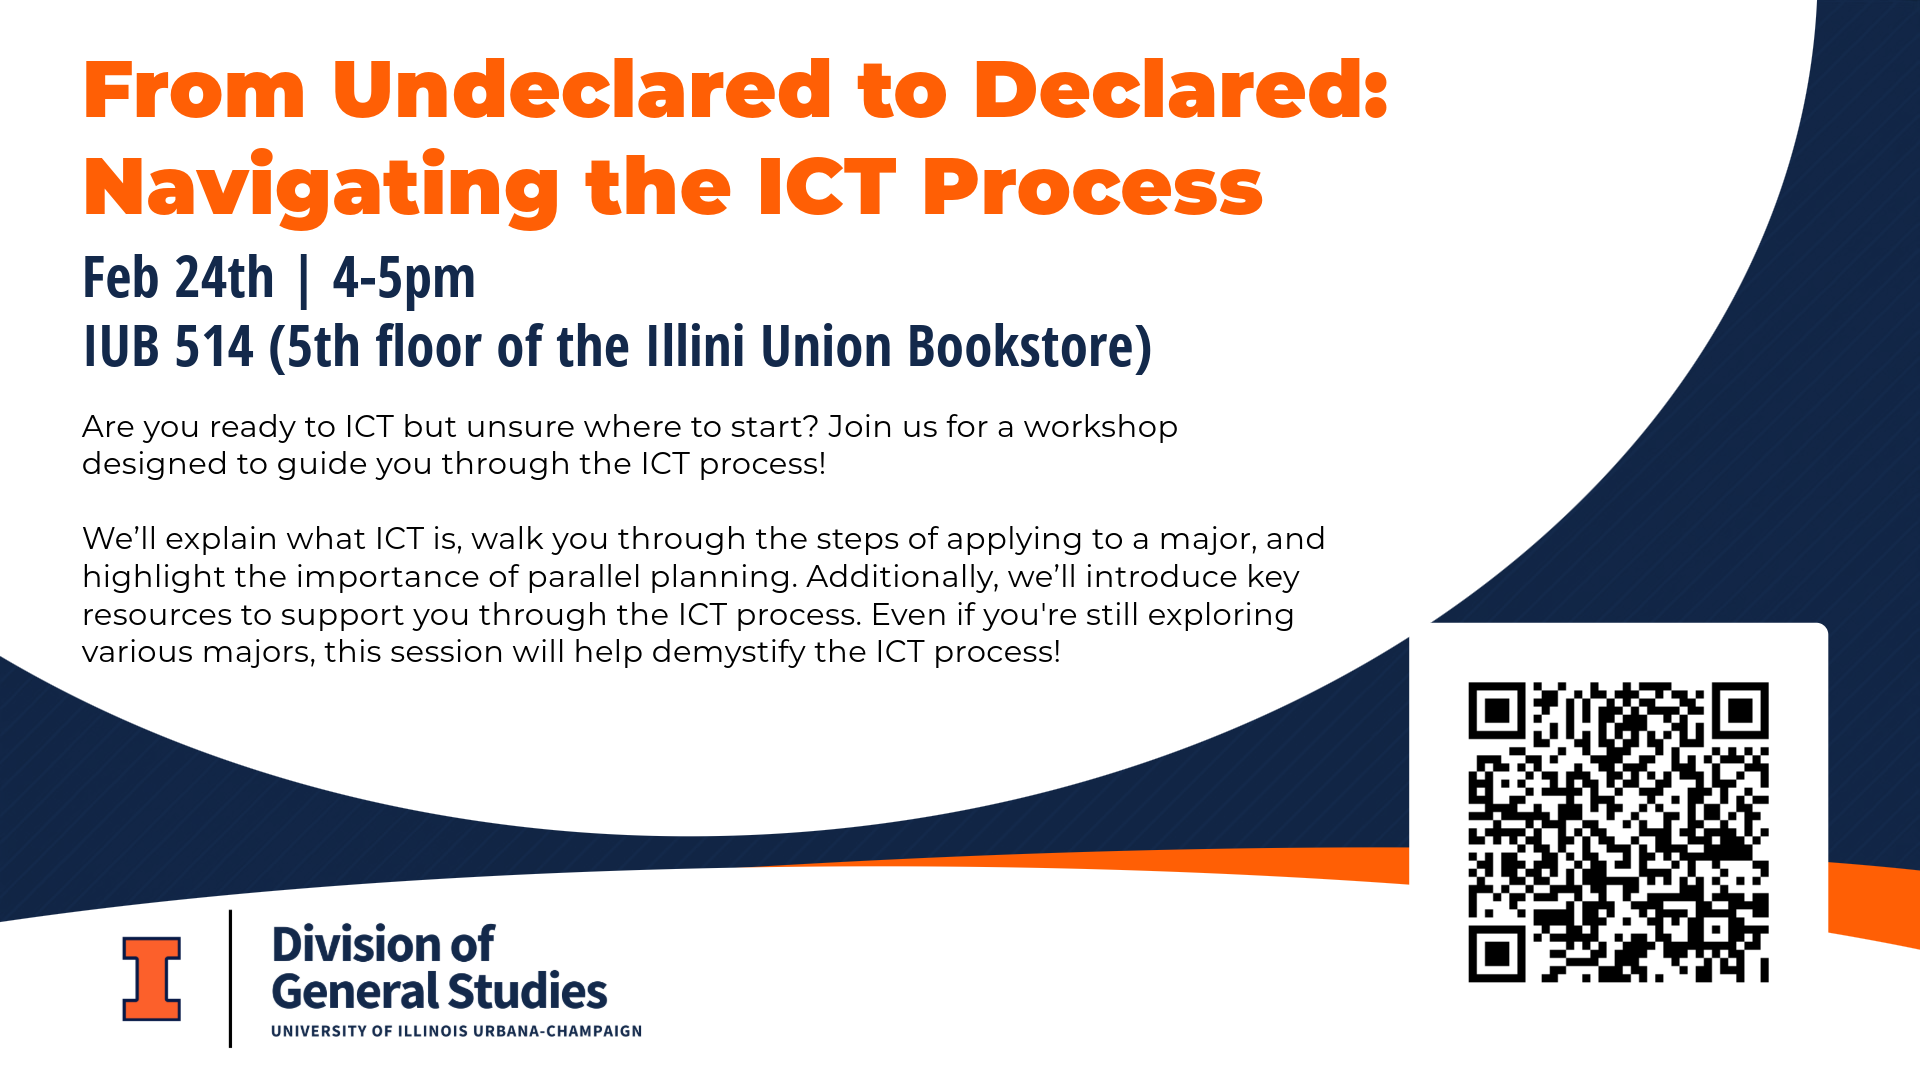 From Undeclared to Declared:
Navigating the ICT Process
Feb 24th | 4-5pm
IUB 514 (5th floor of the Illini Union Bookstore)
Are you ready to ICT but unsure where to start? Join us for a workshop
designed to guide you through the ICT process!
We’ll explain what ICT is, walk you through the steps of applying to a major, and
highlight the importance of parallel planning. Additionally, we’ll introduce key
resources to support you through the ICT process. Even if you're still exploring
various majors, this session will help demystify the ICT process!
I
Division of
General Studies
UNIVERSITY OF ILLINOIS URBANA-CHAMPAIGN